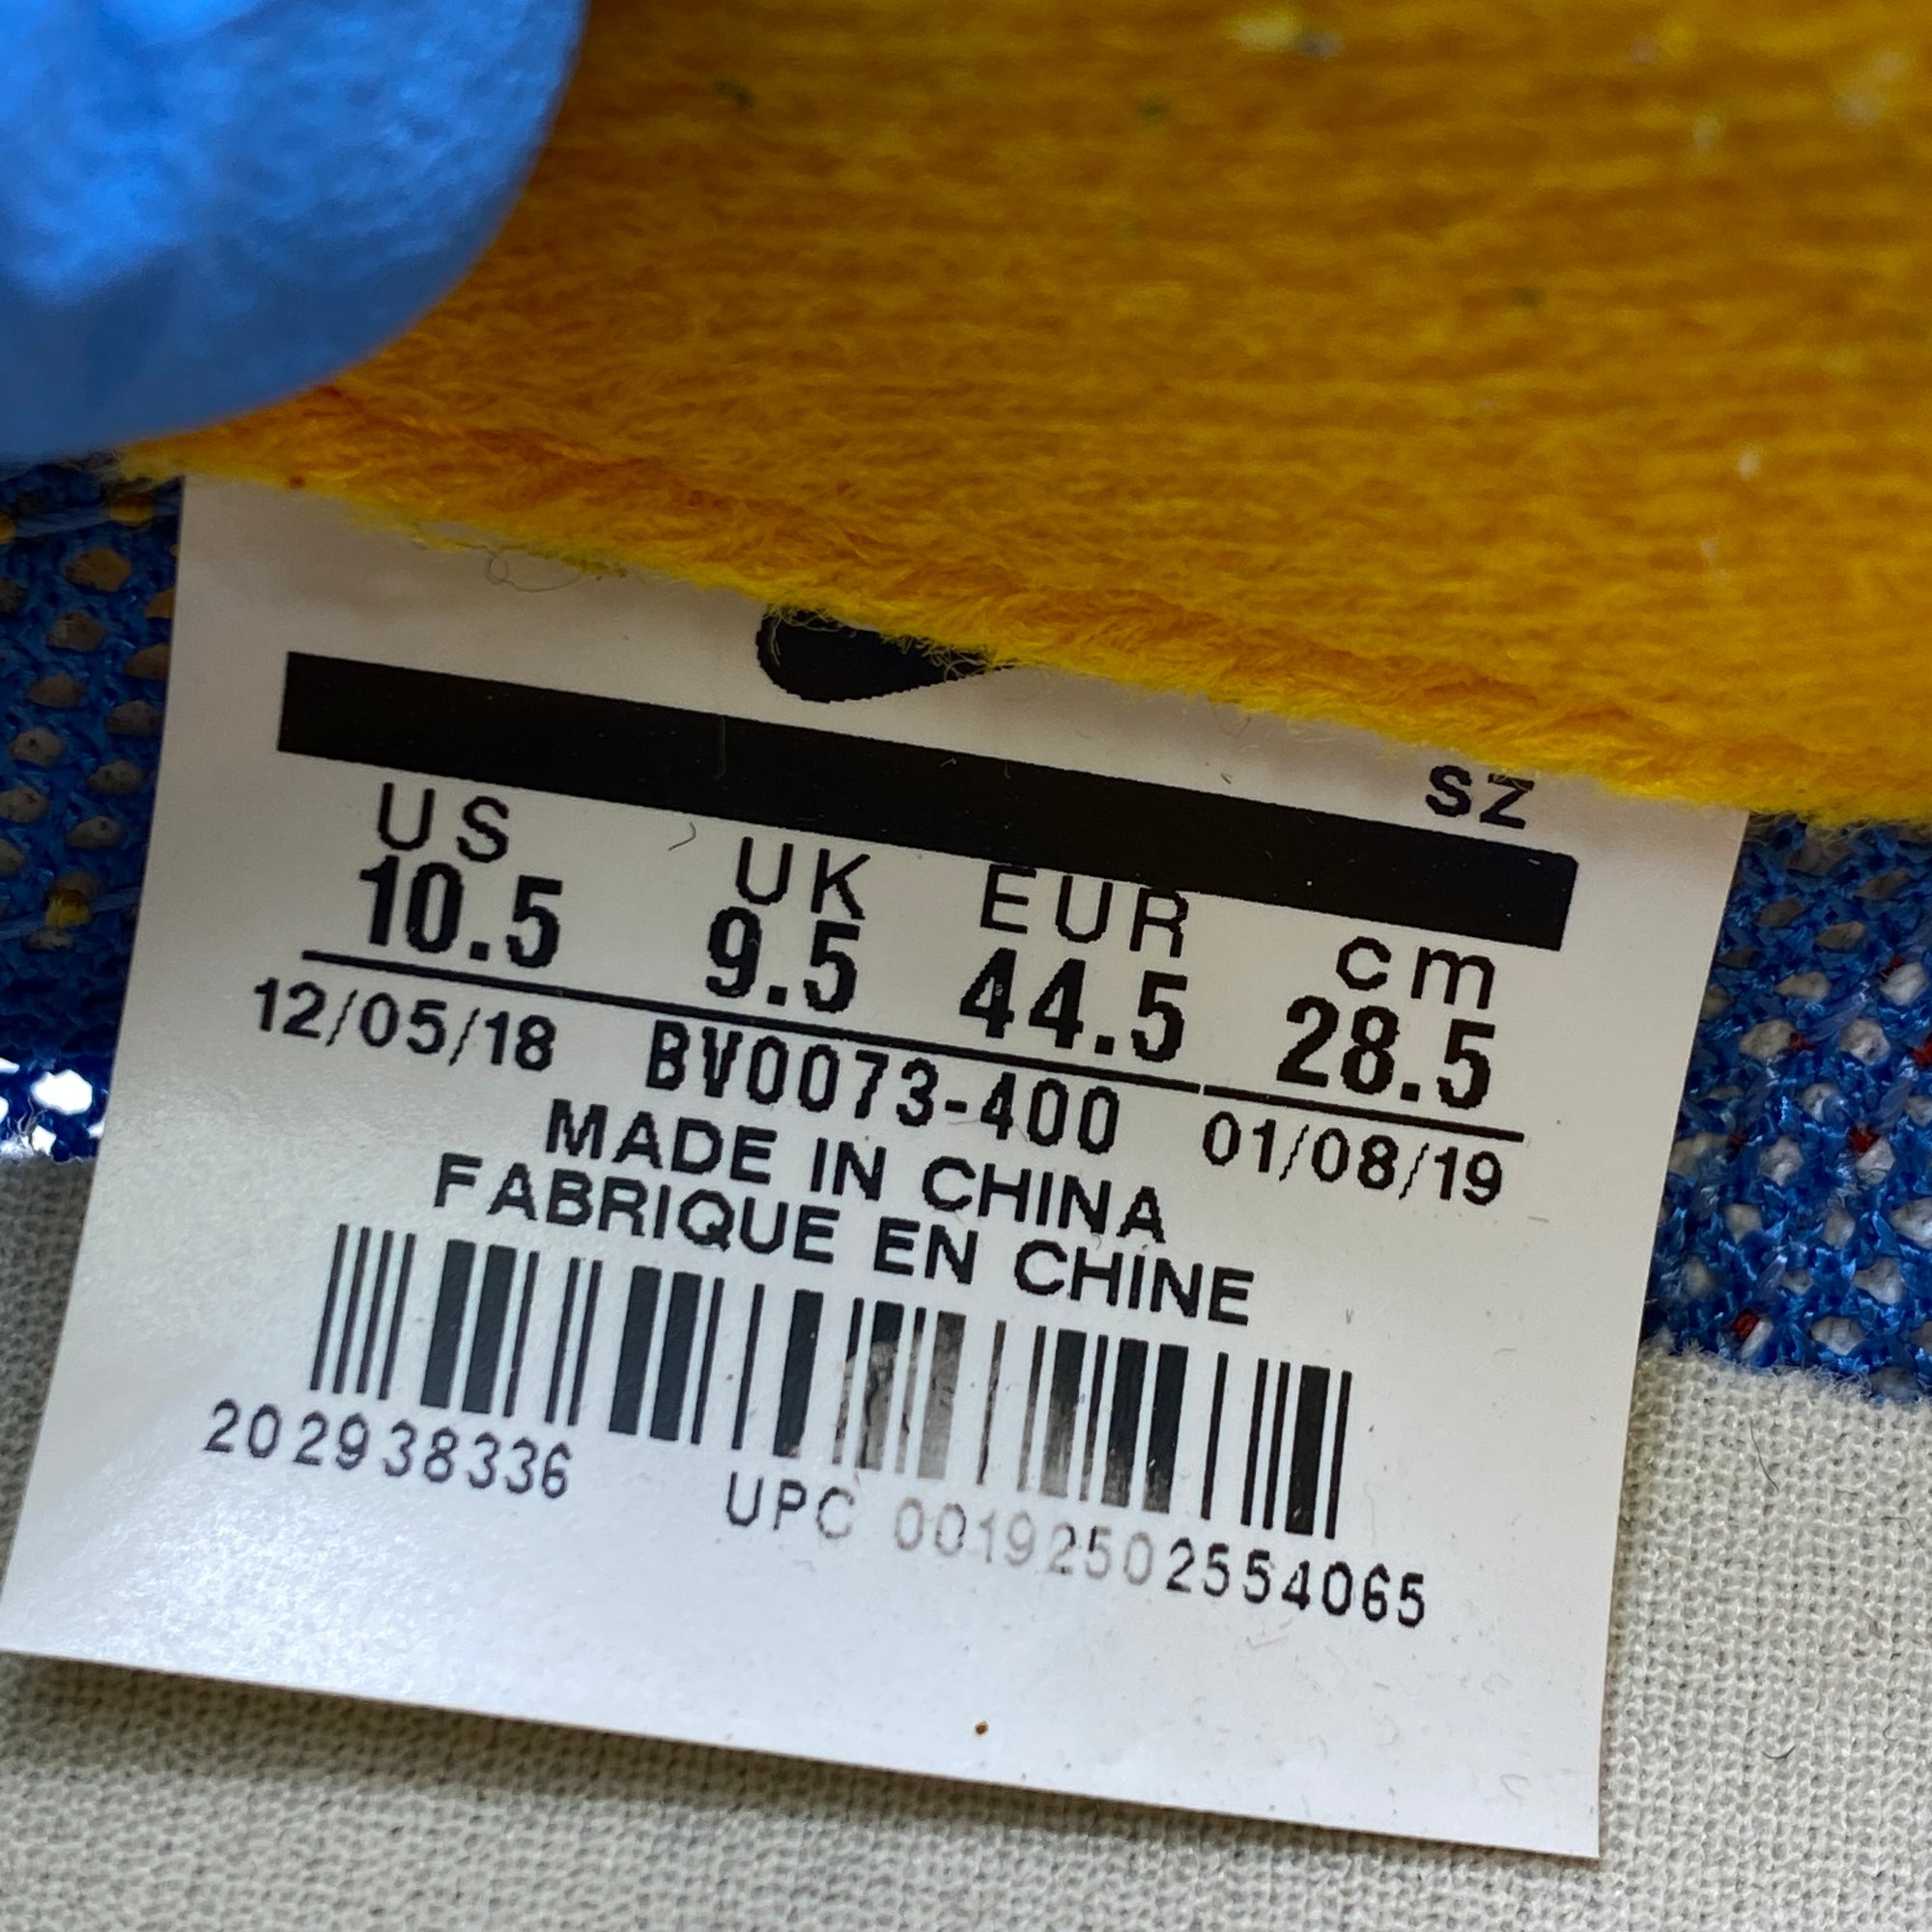 SZ
US UK EUR cm
10.5 9.5 44.5 28.5
12/05/18 BV0073-400 01/08/19
MADE IN CHINA
FABRIQUE EN CHINE
202938336 UPC 00192502554065